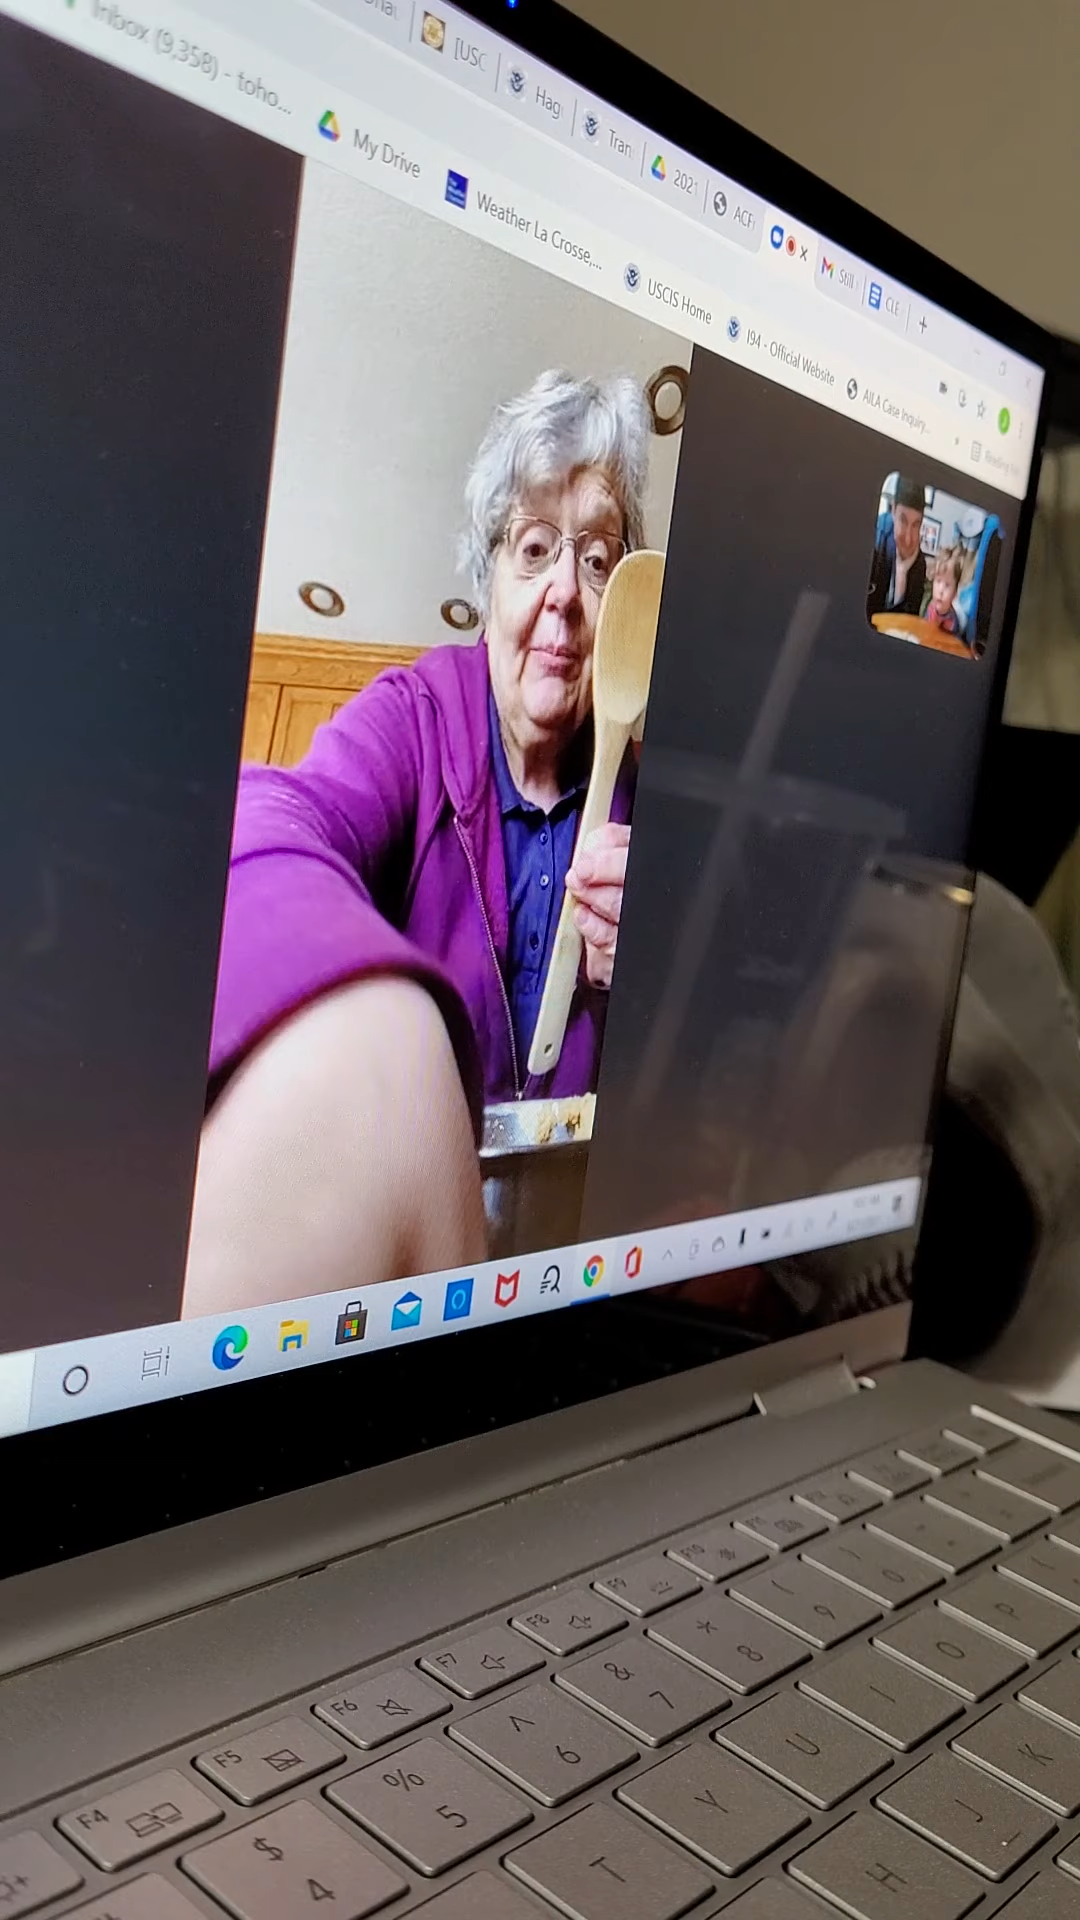 [USC
Hag
Tran
2021
ACF
Still
CLE
Inbox (9,358) - toho...
My Drive
Weather La Crosse,...
USCIS Home
I94 - Official Website
AILA Case Inquiry...
F4
F5
F6
F7
F8
F9
F10
$
4
%
5
^
6
&
7
*
8
(
9
)
0
T
Y
U
I
O
P
H
J
K